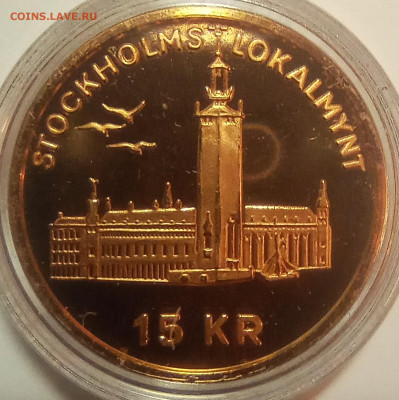 COINS.LAVE.RU
STOCKHOLMS LOKALMYNT
15 KR